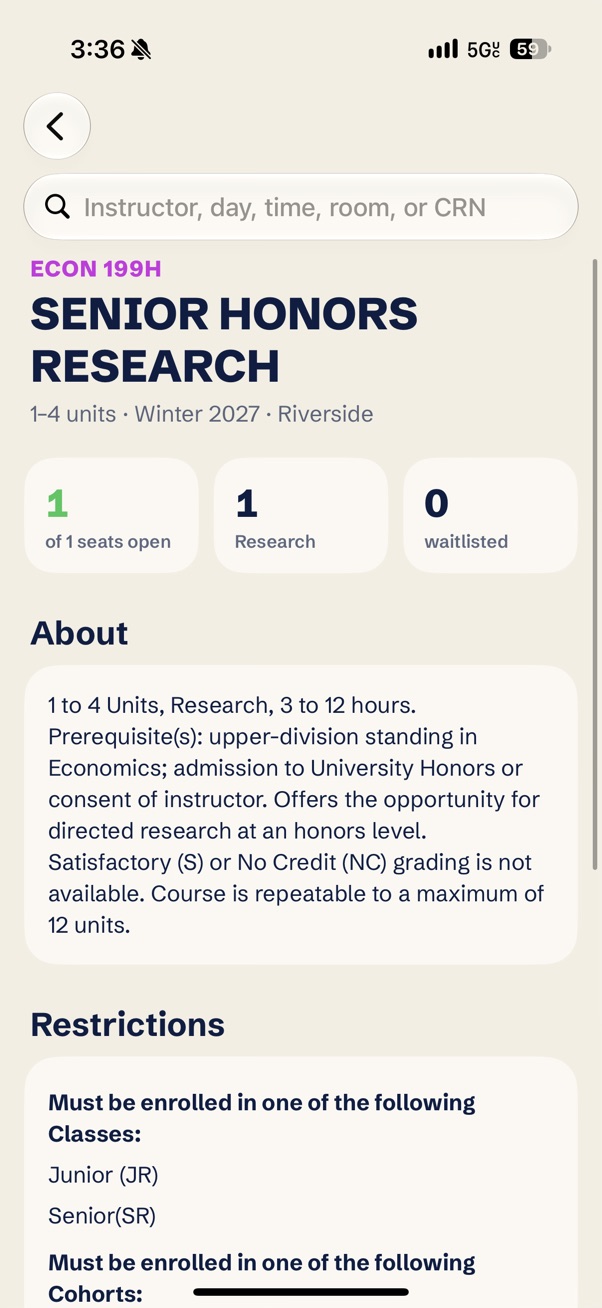 3:36
5G 59
Instructor, day, time, room, or CRN
ECON 199H
SENIOR HONORS
RESEARCH
1–4 units · Winter 2027 · Riverside
1
of 1 seats open
1
Research
0
waitlisted
About
1 to 4 Units, Research, 3 to 12 hours.
Prerequisite(s): upper-division standing in
Economics; admission to University Honors or
consent of instructor. Offers the opportunity for
directed research at an honors level.
Satisfactory (S) or No Credit (NC) grading is not
available. Course is repeatable to a maximum of
12 units.
Restrictions
Must be enrolled in one of the following
Classes:
Junior (JR)
Senior(SR)
Must be enrolled in one of the following
Cohorts: